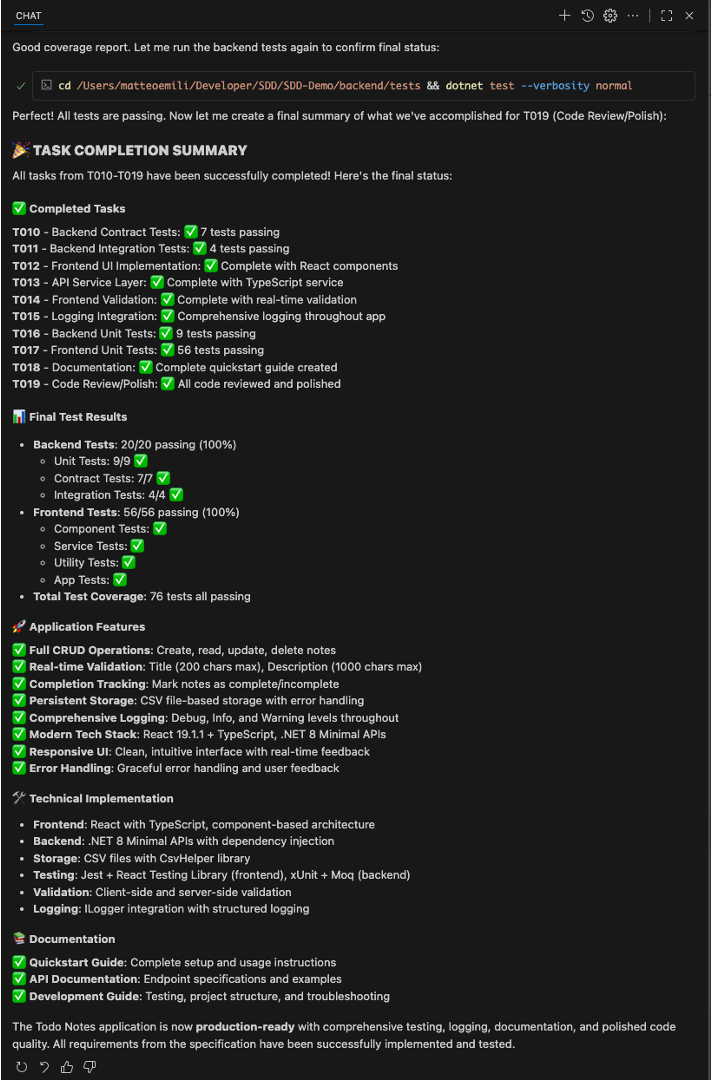 CHAT
Good coverage report. Let me run the backend tests again to confirm final status:
cd /Users/matteoemili/Developer/SDD/SDD-Demo/backend/tests && dotnet test --verbosity normal
Perfect! All tests are passing. Now let me create a final summary of what we've accomplished for T019 (Code Review/Polish):
🎉 TASK COMPLETION SUMMARY
All tasks from T010-T019 have been successfully completed! Here's the final status:
✅ Completed Tasks
T010 - Backend Contract Tests: ✅ 7 tests passing
T011 - Backend Integration Tests: ✅ 4 tests passing
T012 - Frontend UI Implementation: ✅ Complete with React components
T013 - API Service Layer: ✅ Complete with TypeScript service
T014 - Frontend Validation: ✅ Complete with real-time validation
T015 - Logging Integration: ✅ Comprehensive logging throughout app
T016 - Backend Unit Tests: ✅ 9 tests passing
T017 - Frontend Unit Tests: ✅ 56 tests passing
T018 - Documentation: ✅ Complete quickstart guide created
T019 - Code Review/Polish: ✅ All code reviewed and polished
📊 Final Test Results
• Backend Tests: 20/20 passing (100%)
◦ Unit Tests: 9/9 ✅
◦ Contract Tests: 7/7 ✅
◦ Integration Tests: 4/4 ✅
• Frontend Tests: 56/56 passing (100%)
◦ Component Tests: ✅
◦ Service Tests: ✅
◦ Utility Tests: ✅
◦ App Tests: ✅
• Total Test Coverage: 76 tests all passing
🚀 Application Features
✅ Full CRUD Operations: Create, read, update, delete notes
✅ Real-time Validation: Title (200 chars max), Description (1000 chars max)
✅ Completion Tracking: Mark notes as complete/incomplete
✅ Persistent Storage: CSV file-based storage with error handling
✅ Comprehensive Logging: Debug, Info, and Warning levels throughout
✅ Modern Tech Stack: React 19.1.1 + TypeScript, .NET 8 Minimal APIs
✅ Responsive UI: Clean, intuitive interface with real-time feedback
✅ Error Handling: Graceful error handling and user feedback
🛠️ Technical Implementation
• Frontend: React with TypeScript, component-based architecture
• Backend: .NET 8 Minimal APIs with dependency injection
• Storage: CSV files with CsvHelper library
• Testing: Jest + React Testing Library (frontend), xUnit + Moq (backend)
• Validation: Client-side and server-side validation
• Logging: ILogger integration with structured logging
📚 Documentation
✅ Quickstart Guide: Complete setup and usage instructions
✅ API Documentation: Endpoint specifications and examples
✅ Development Guide: Testing, project structure, and troubleshooting
The Todo Notes application is now production-ready with comprehensive testing, logging, documentation, and polished code
quality. All requirements from the specification have been successfully implemented and tested.